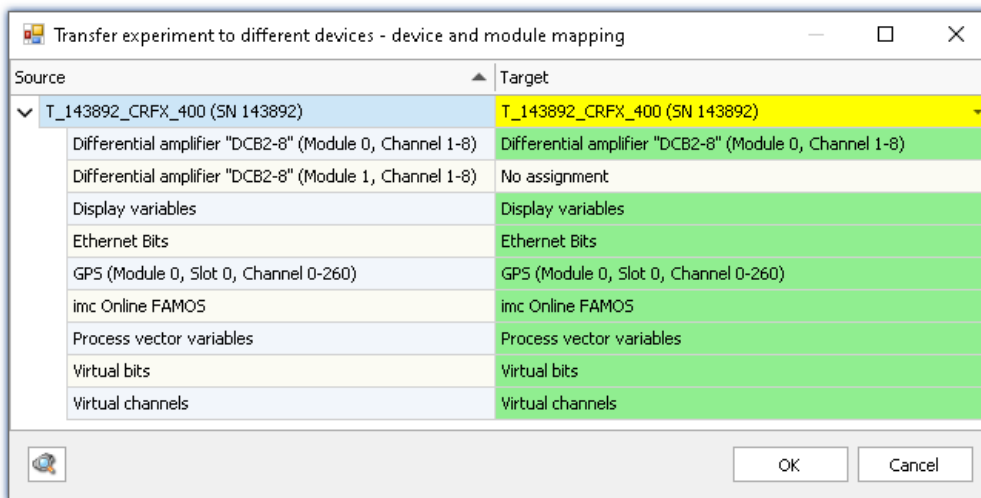 Transfer experiment to different devices - device and module mapping
Source Target
T_143892_CRFX_400 (SN 143892) T_143892_CRFX_400 (SN 143892)
Differential amplifier "DCB2-8" (Module 0, Channel 1-8) Differential amplifier "DCB2-8" (Module 0, Channel 1-8)
Differential amplifier "DCB2-8" (Module 1, Channel 1-8) No assignment
Display variables Display variables
Ethernet Bits Ethernet Bits
GPS (Module 0, Slot 0, Channel 0-260) GPS (Module 0, Slot 0, Channel 0-260)
imc Online FAMOS imc Online FAMOS
Process vector variables Process vector variables
Virtual bits Virtual bits
Virtual channels Virtual channels
OK Cancel